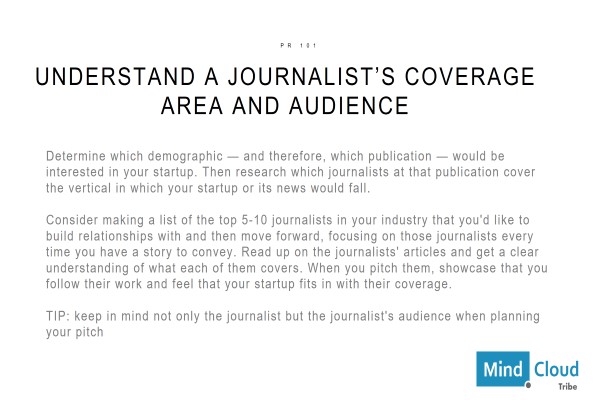 PR 101
UNDERSTAND A JOURNALIST’S COVERAGE
AREA AND AUDIENCE
Determine which demographic — and therefore, which publication — would be
interested in your startup. Then research which journalists at that publication cover
the vertical in which your startup or its news would fall.
Consider making a list of the top 5-10 journalists in your industry that you'd like to
build relationships with and then move forward, focusing on those journalists every
time you have a story to convey. Read up on the journalists' articles and get a clear
understanding of what each of them covers. When you pitch them, showcase that you
follow their work and feel that your startup fits in with their coverage.
TIP: keep in mind not only the journalist but the journalist's audience when planning
your pitch
Mind Cloud
Tribe